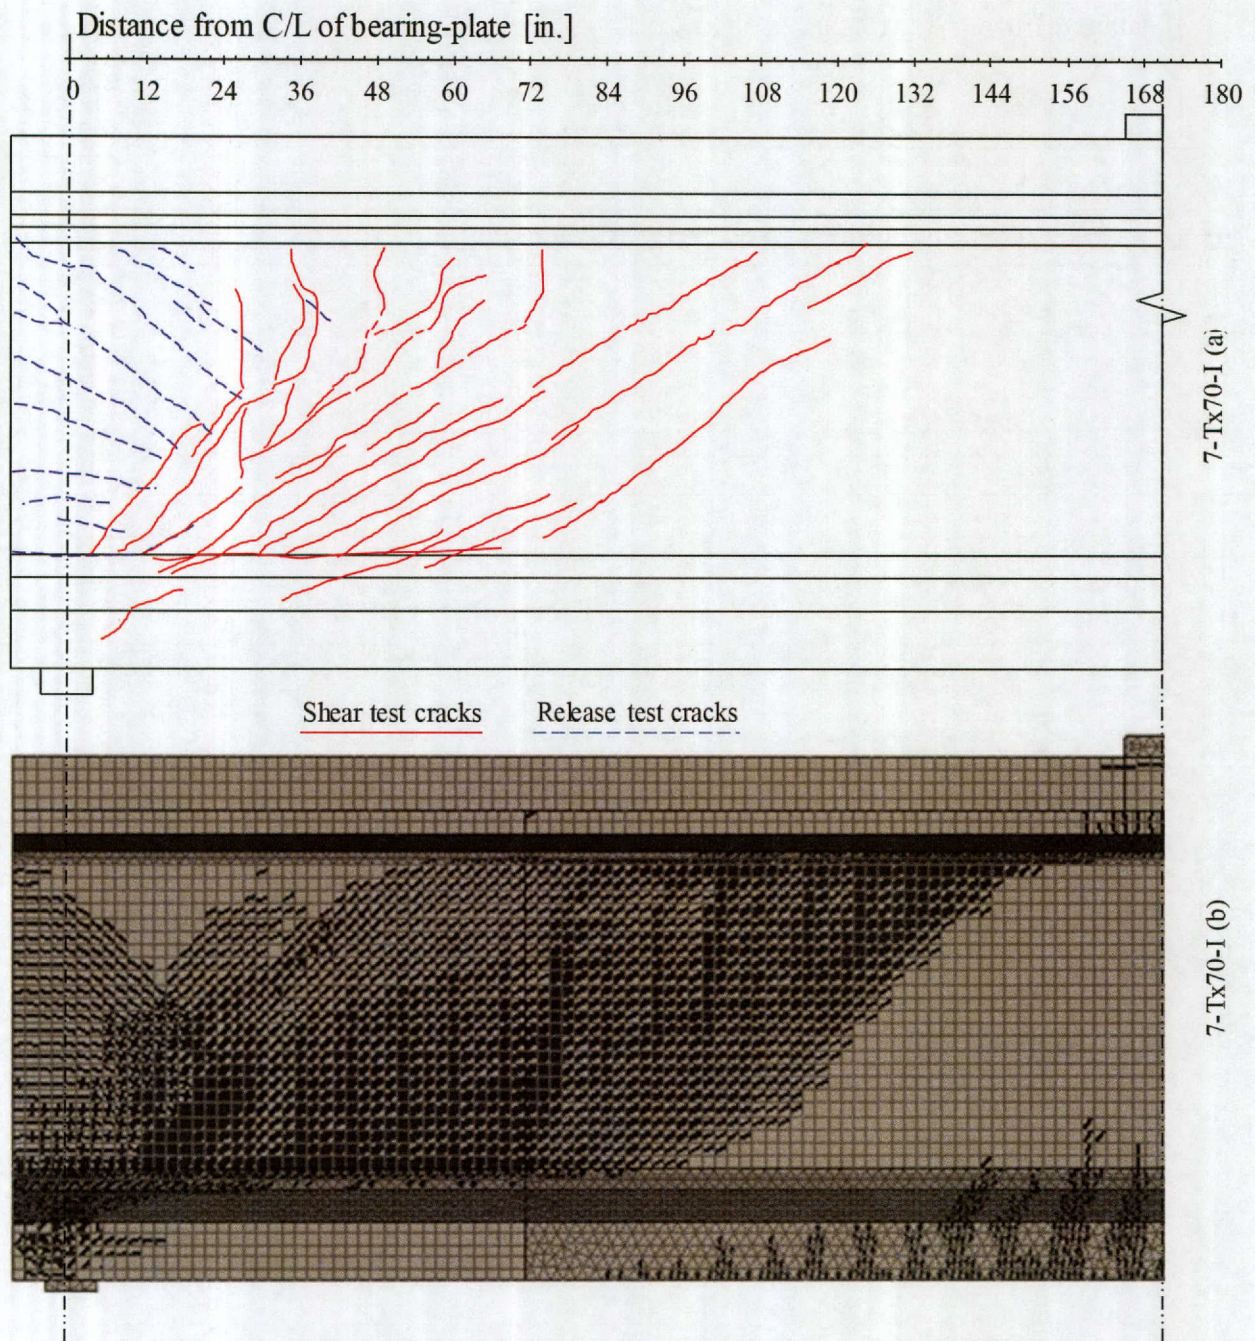 Distance from C/L of bearing-plate [in.]
0 12 24 36 48 60 72 84 96 108 120 132 144 156 168 180
7-Tx70-I (a)
Shear test cracks Release test cracks
7-Tx70-I (b)